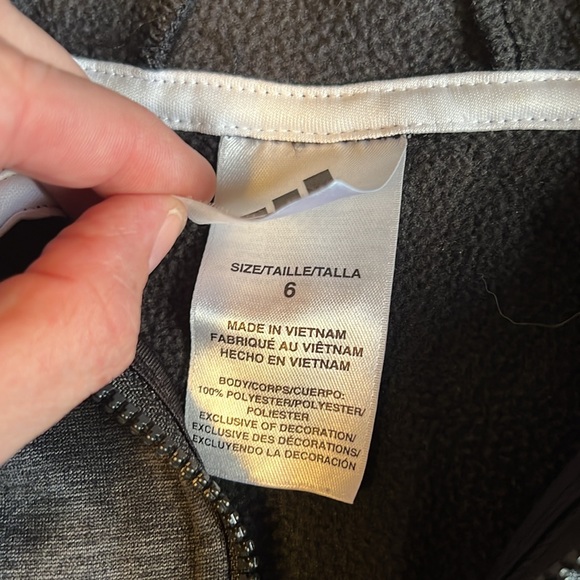 SIZE/TAILLE/TALLA
6
MADE IN VIETNAM
FABRIQUÉ AU VIÊTNAM
HECHO EN VIETNAM
BODY/CORPS/CUERPO:
100% POLYESTER/POLYESTER/
POLIESTER
EXCLUSIVE OF DECORATION/
EXCLUSIVE DES DÉCORATIONS/
EXCLUYENDO LA DECORACIÓN